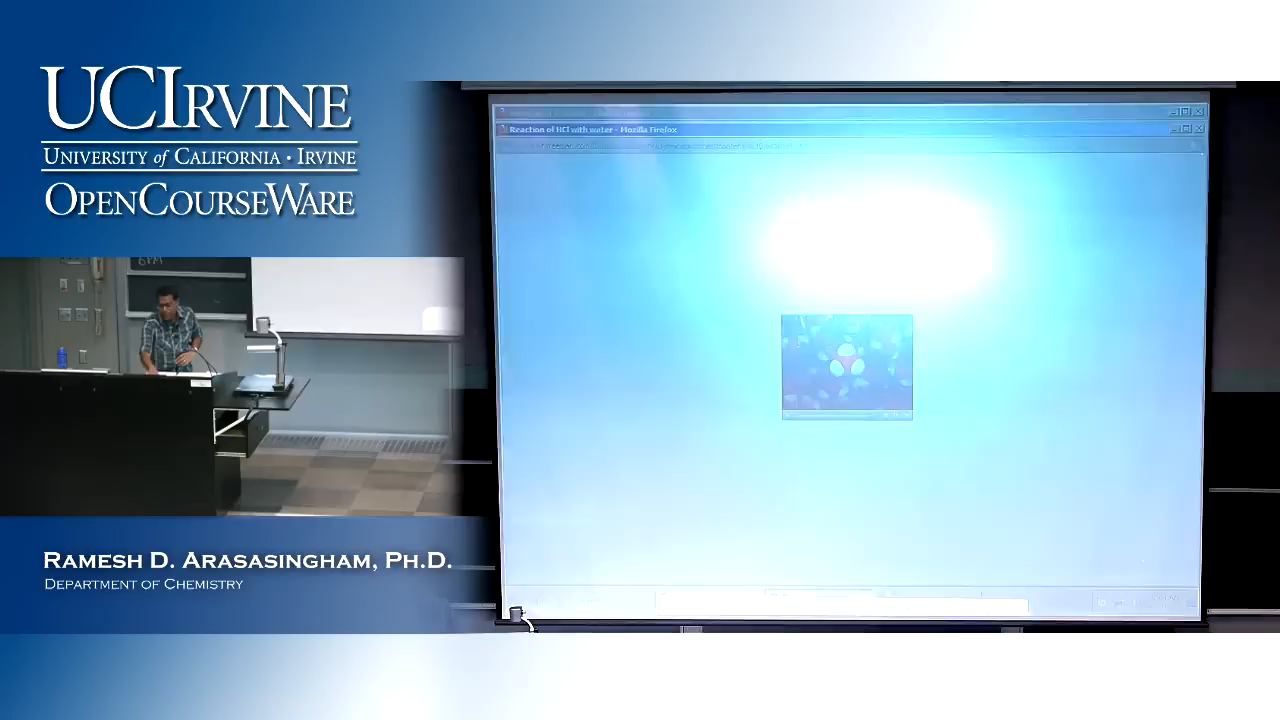 UCIRVINE
UNIVERSITY of CALIFORNIA · IRVINE
OPENCOURSEWARE
6PM
Reaction of HCl with water - Mozilla Firefox
RAMESH D. ARASASINGHAM, PH.D.
DEPARTMENT OF CHEMISTRY